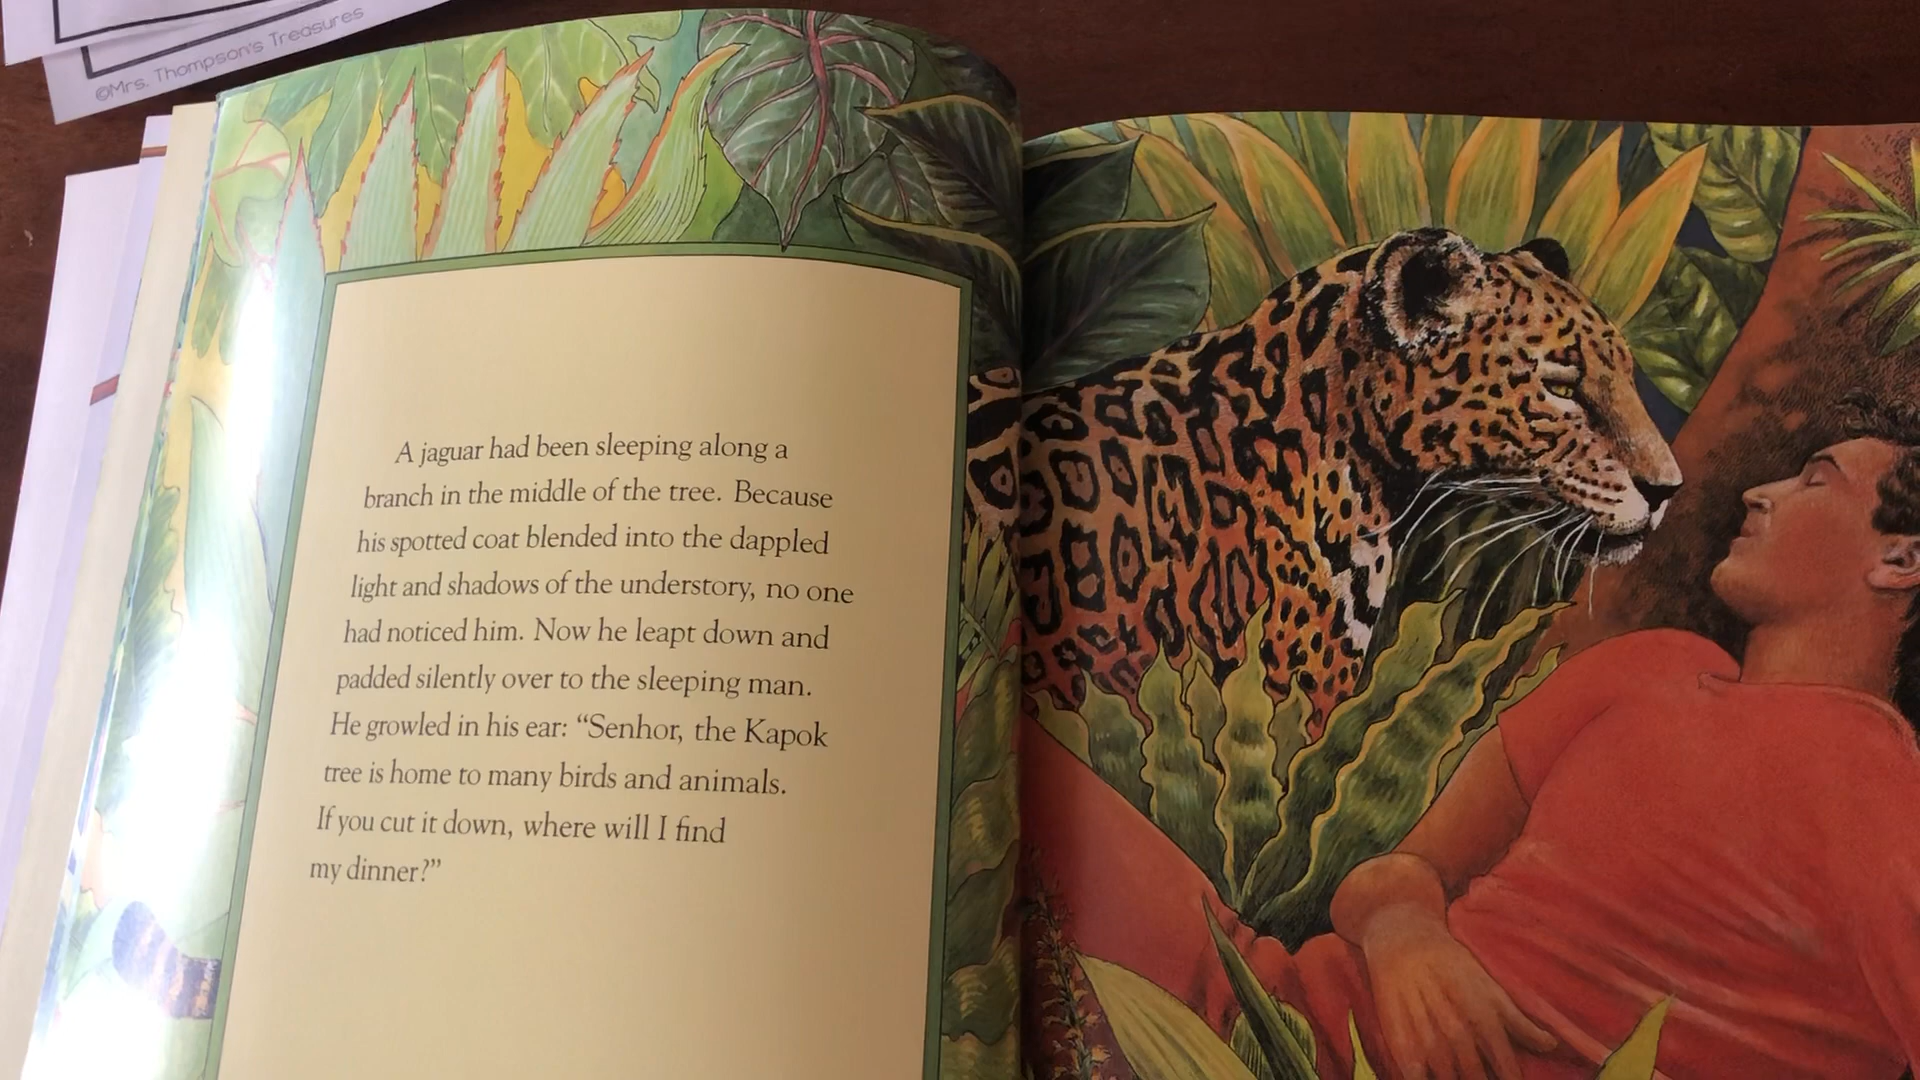 ©Mrs. Thompson's Treasures
A jaguar had been sleeping along a
branch in the middle of the tree. Because
his spotted coat blended into the dappled
light and shadows of the understory, no one
had noticed him. Now he leapt down and
padded silently over to the sleeping man.
He growled in his ear: “Senhor, the Kapok
tree is home to many birds and animals.
If you cut it down, where will I find
my dinner?”